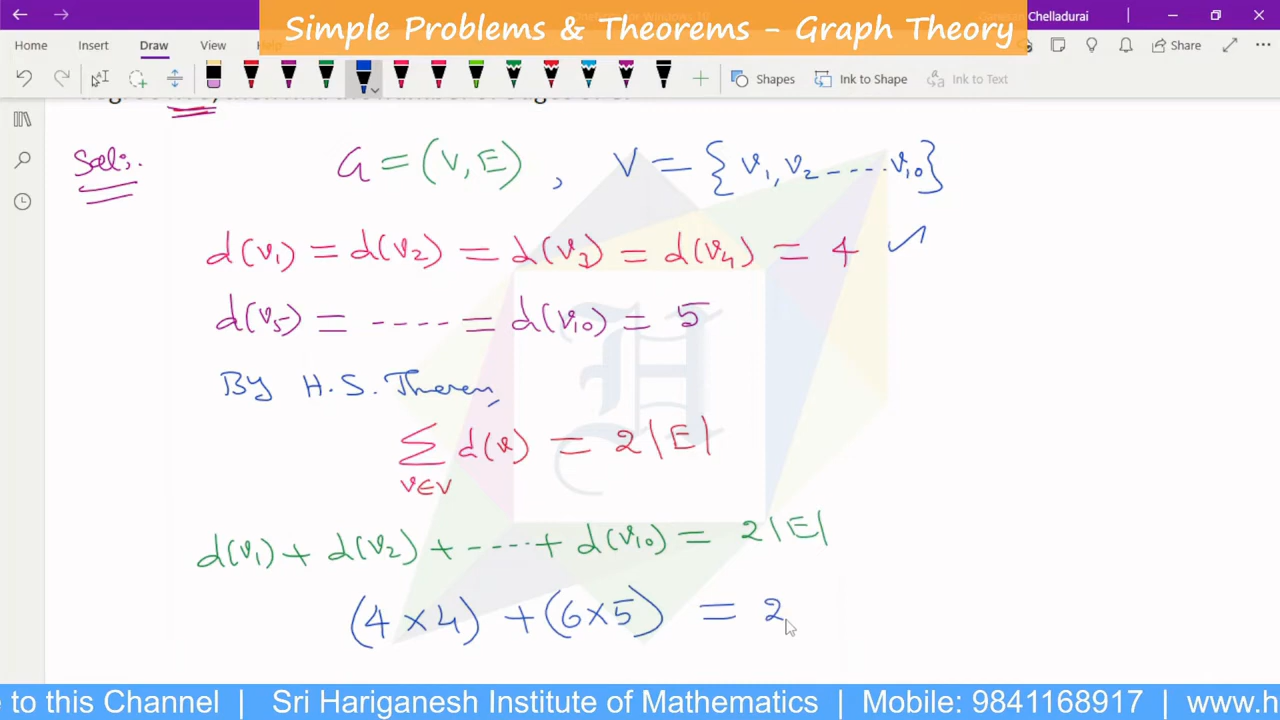 Simple Problems & Theorems - Graph Theory
Chelladurai
Home Insert Draw View
Share
Shapes Ink to Shape Ink to Text
Sol:.
G = (V, E) , V = {v₁, v₂ ----- v₁₀}
d(v₁) = d(v₂) = d(v₃) = d(v₄) = 4 ✓
d(v₅) = ---- = d(v₁₀) = 5
By H.S. Theorem,
∑ d(v) = 2|E|
v∈V
d(v₁) + d(v₂) + ----- + d(v₁₀) = 2|E|
(4 × 4) + (6 × 5) = 2
e to this Channel | Sri Hariganesh Institute of Mathematics | Mobile: 9841168917 | www.h